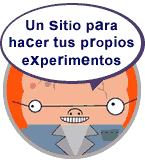 Un Sitio para
hacer tus propios
eXperimentos